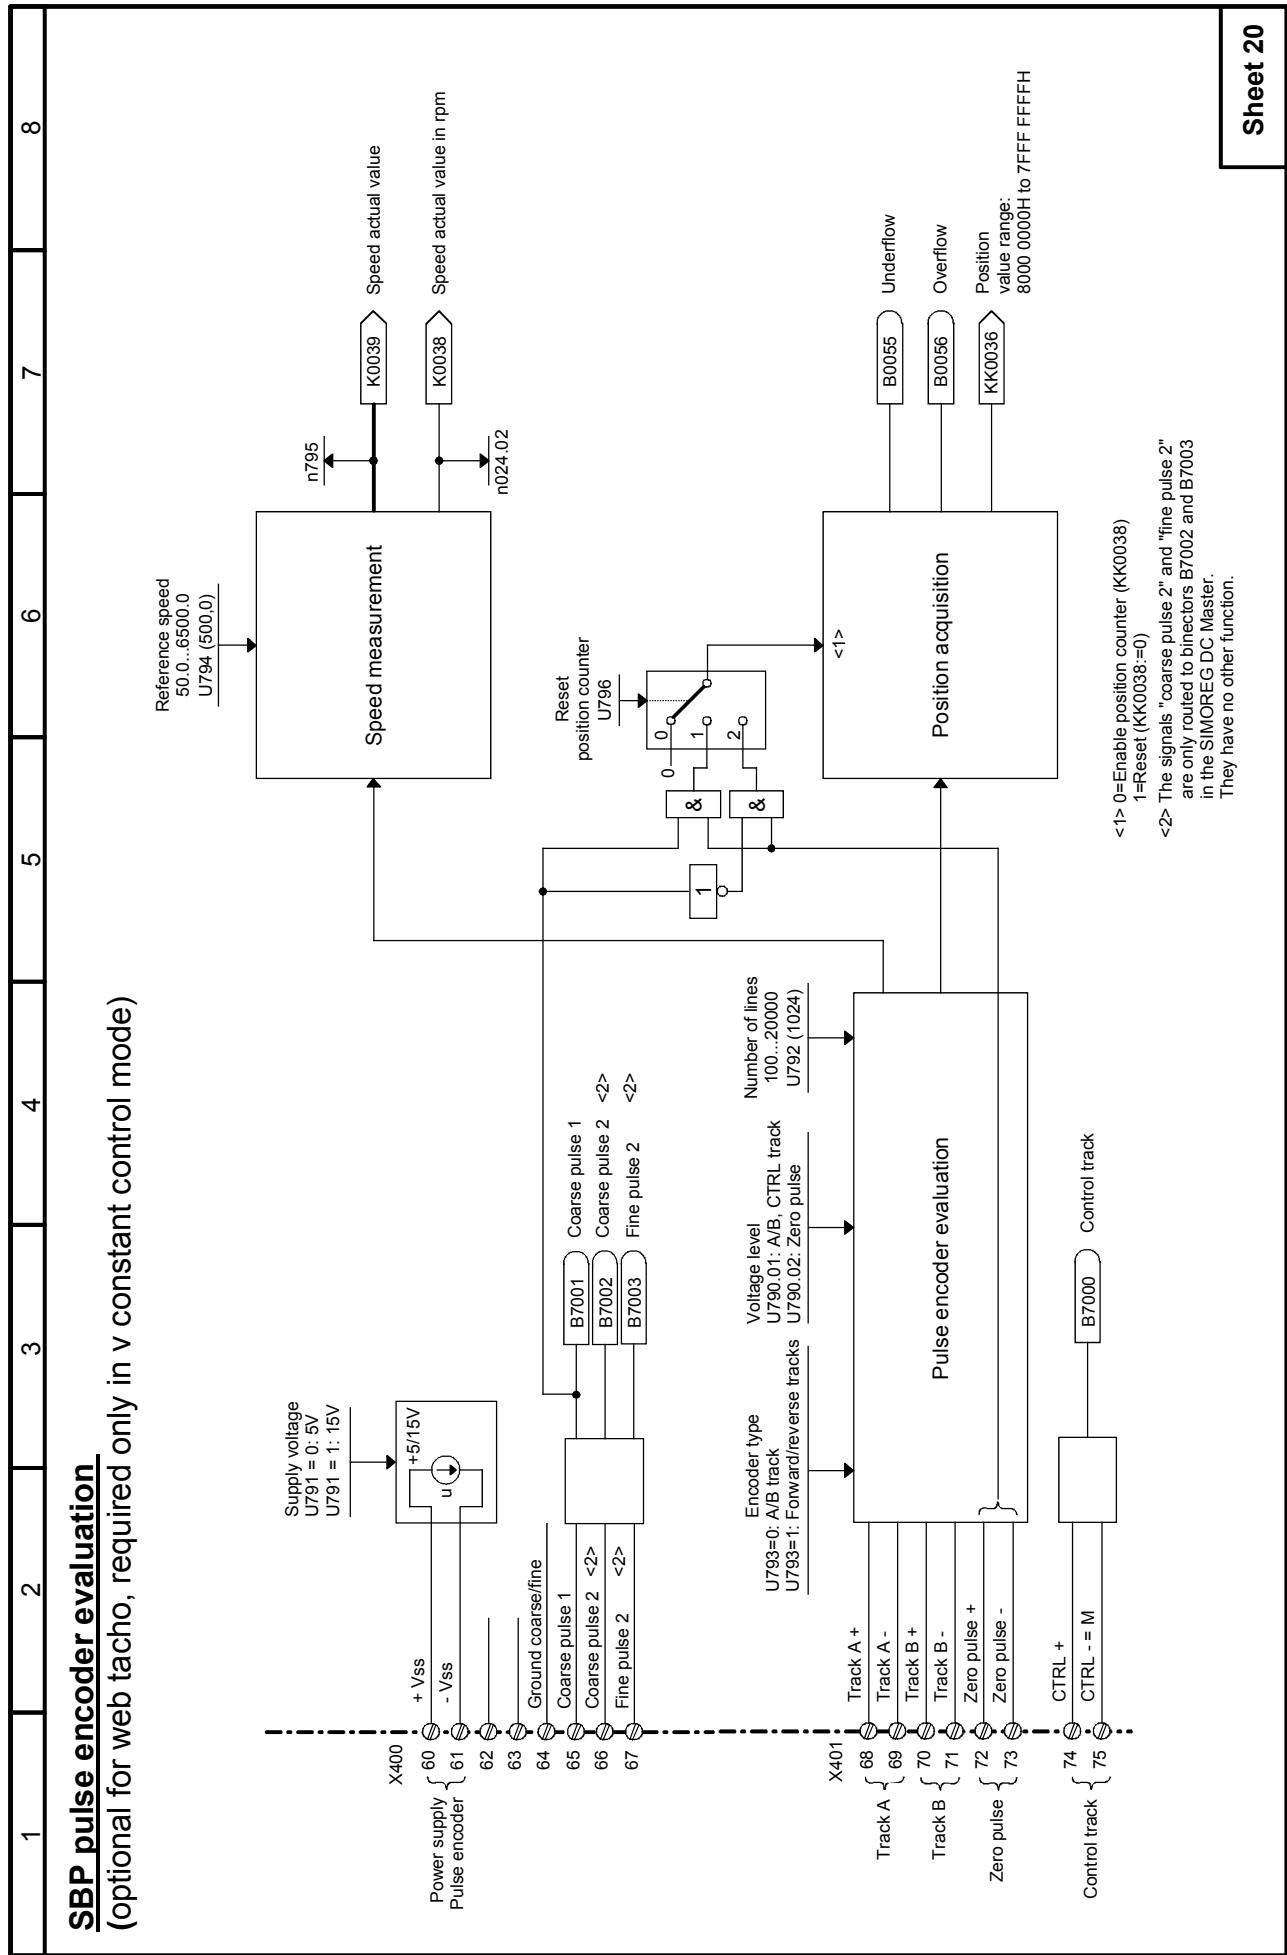 1
2
3
4
5
6
7
8
SBP pulse encoder evaluation
(optional for web tacho, required only in v constant control mode)
Supply voltage
U791 = 0: 5V
U791 = 1: 15V
+5/15V
u
X400
Power supply
Pulse encoder
60
+ Vss
61
- Vss
62
63
64
Ground coarse/fine
65
Coarse pulse 1
66
Coarse pulse 2 <2>
67
Fine pulse 2 <2>
B7001
Coarse pulse 1
B7002
Coarse pulse 2 <2>
B7003
Fine pulse 2 <2>
Reference speed
50.0...6500.0
U794 (500,0)
Speed measurement
n795
K0039
Speed actual value
K0038
Speed actual value in rpm
n024.02
Reset
position counter
U796
0
0
1
2
&
&
1
Encoder type
U793=0: A/B track
U793=1: Forward/reverse tracks
Voltage level
U790.01: A/B, CTRL track
U790.02: Zero pulse
Number of lines
100...20000
U792 (1024)
X401
Track A
68
Track A +
69
Track A -
Track B
70
Track B +
71
Track B -
Zero pulse
72
Zero pulse +
73
Zero pulse -
Pulse encoder evaluation
<1>
Position acquisition
B0055
Underflow
B0056
Overflow
KK0036
Position
value range:
8000 0000H to 7FFF FFFFH
Control track
74
CTRL +
75
CTRL - = M
B7000
Control track
<1> 0=Enable position counter (KK0038)
1=Reset (KK0038:=0)
<2> The signals "coarse pulse 2" and "fine pulse 2"
are only routed to binectors B7002 and B7003
in the SIMOREG DC Master.
They have no other function.
Sheet 20